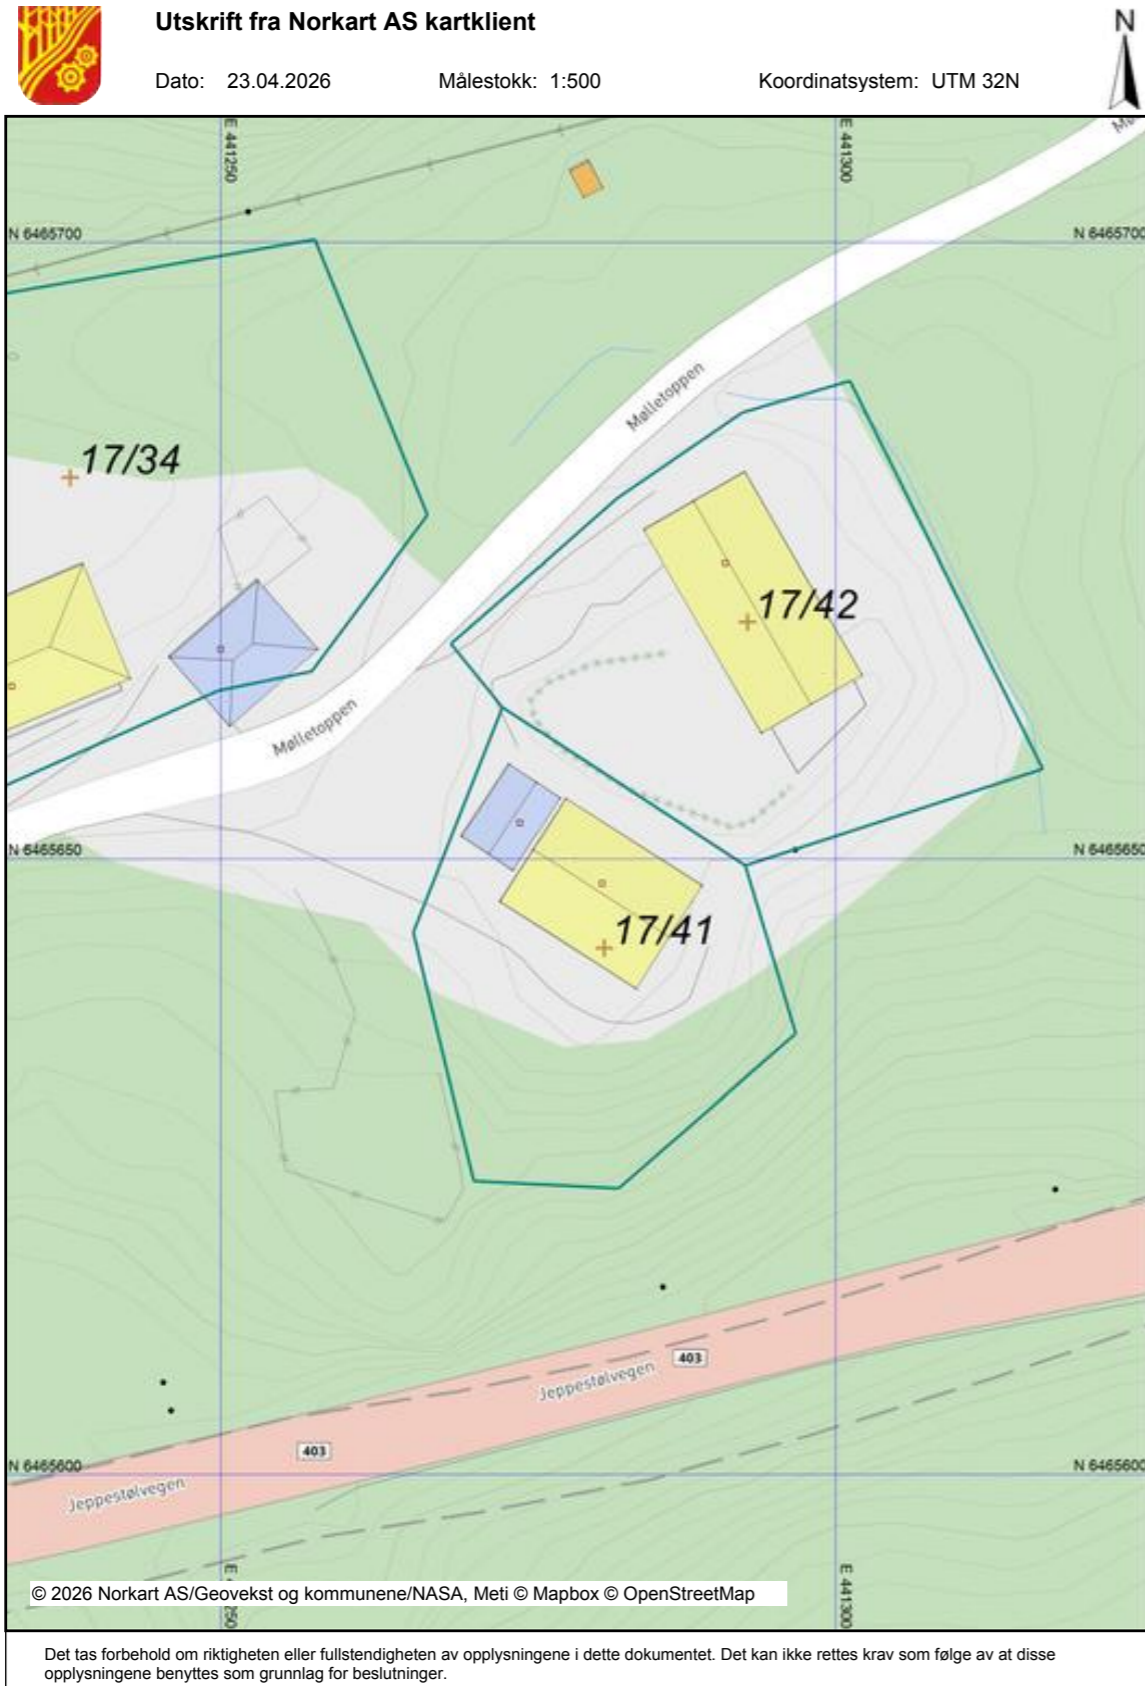 Utskrift fra Norkart AS kartklient
N
Dato: 23.04.2026 Målestokk: 1:500 Koordinatsystem: UTM 32N
E 441250
E 441300
N 6465700
N 6465700
Mølletoppen
17/34
17/42
Mølletoppen
N 6465650
N 6465650
17/41
403
Jeppestølvegen
403
N 6465600
N 6465600
Jeppestølvegen
E 441300
© 2026 Norkart AS/Geovekst og kommunene/NASA, Meti © Mapbox © OpenStreetMap
Det tas forbehold om riktigheten eller fullstendigheten av opplysningene i dette dokumentet. Det kan ikke rettes krav som følge av at disse
opplysningene benyttes som grunnlag for beslutninger.